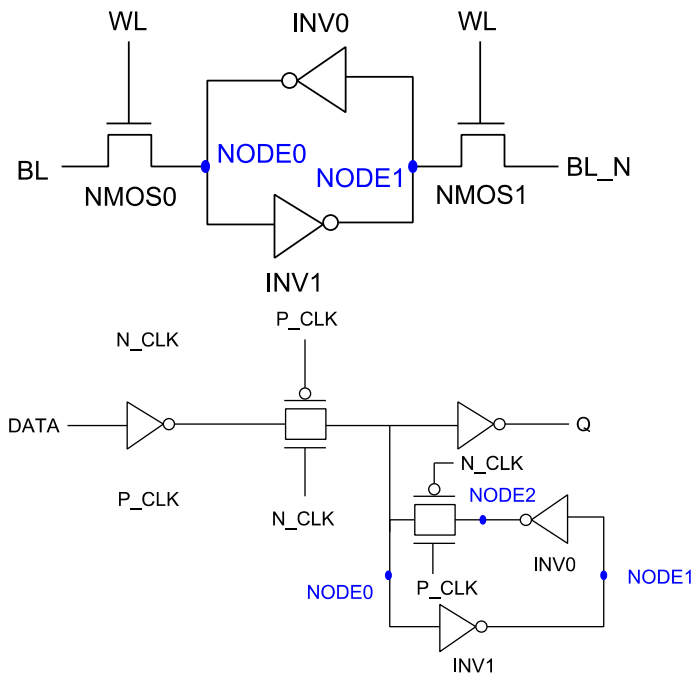 WL
INV0
WL
BL
NODE0
NODE1
BL_N
NMOS0
NMOS1
INV1
P_CLK
N_CLK
DATA
Q
N_CLK
NODE2
P_CLK
N_CLK
INV0
NODE0
P_CLK
NODE1
INV1